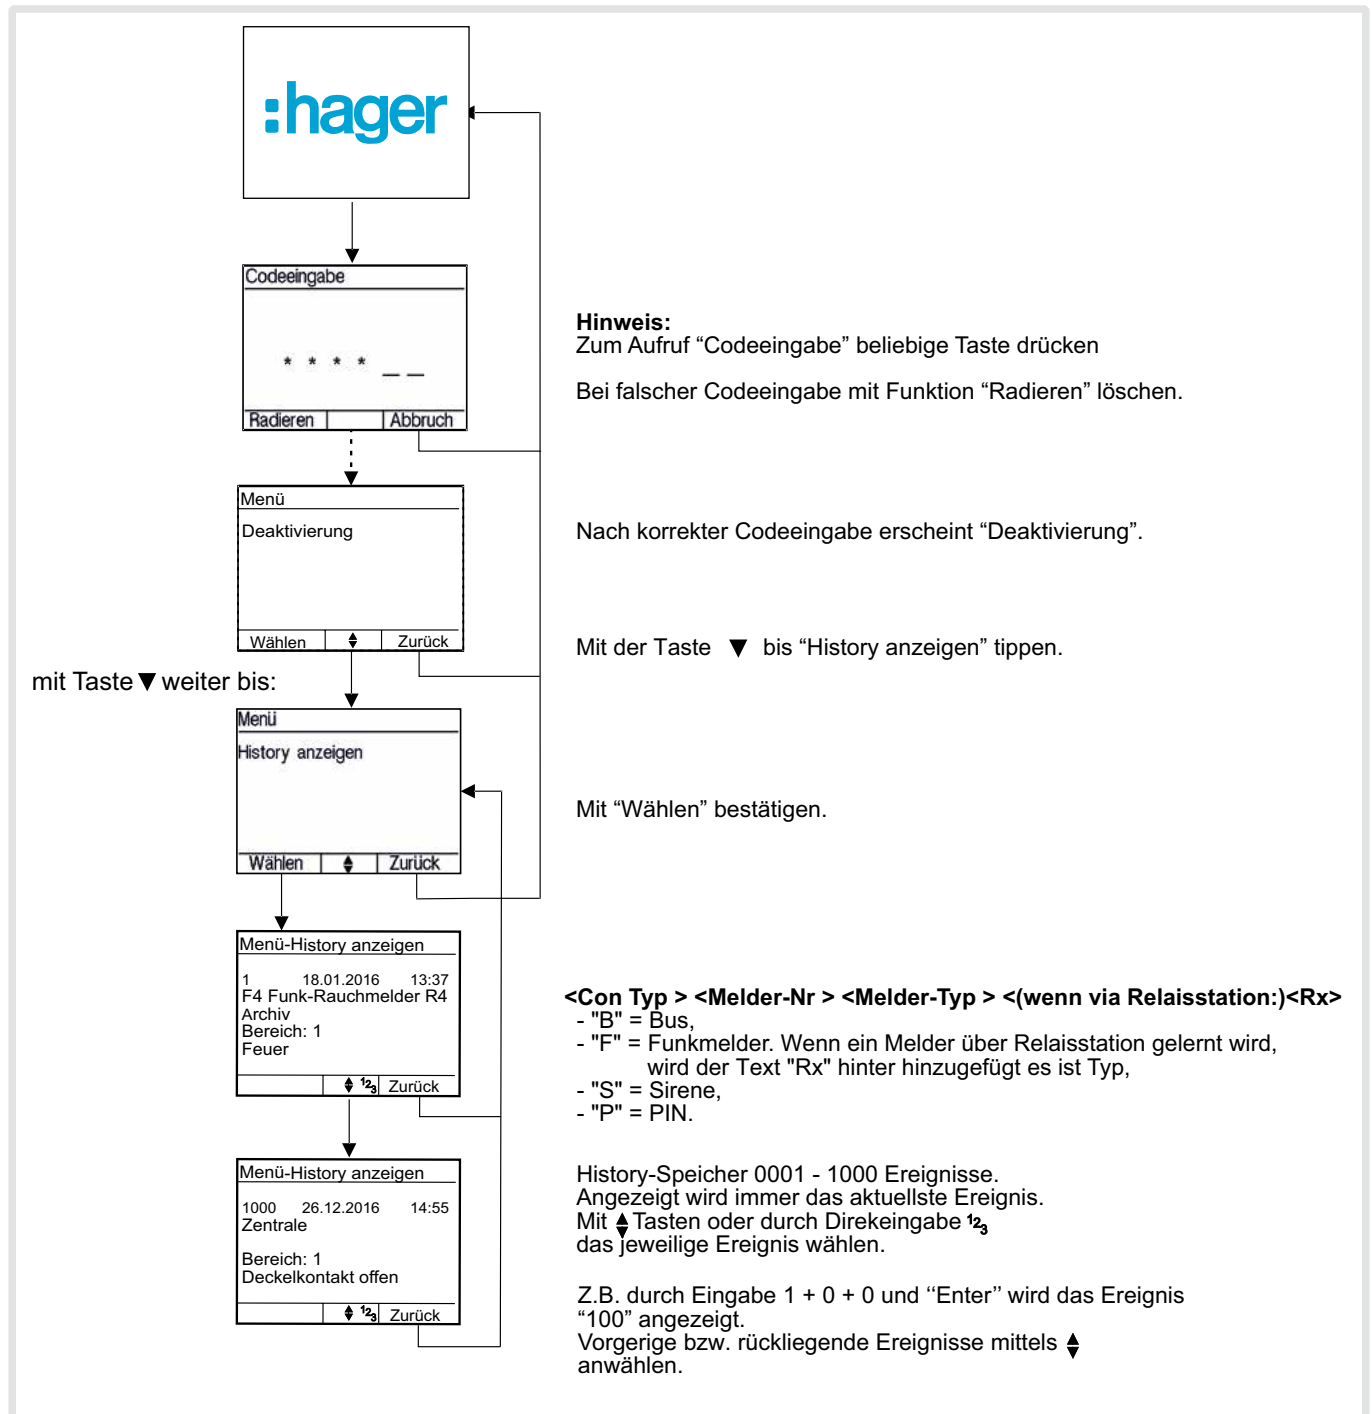 :hager
Codeeingabe
* * * * _ _
Radieren Abbruch
Hinweis:
Zum Aufruf “Codeeingabe” beliebige Taste drücken
Bei falscher Codeeingabe mit Funktion “Radieren” löschen.
Menü
Deaktivierung
Wählen Zurück
Nach korrekter Codeeingabe erscheint “Deaktivierung”.
Mit der Taste ▼ bis “History anzeigen” tippen.
mit Taste ▼ weiter bis:
Menü
History anzeigen
Wählen Zurück
Mit “Wählen” bestätigen.
Menü-History anzeigen
1 18.01.2016 13:37
F4 Funk-Rauchmelder R4
Archiv
Bereich: 1
Feuer
123 Zurück
<Con Typ > <Melder-Nr > <Melder-Typ > <(wenn via Relaisstation:)<Rx>
- "B" = Bus,
- "F" = Funkmelder. Wenn ein Melder über Relaisstation gelernt wird,
wird der Text "Rx" hinter hinzugefügt es ist Typ,
- "S" = Sirene,
- "P" = PIN.
Menü-History anzeigen
1000 26.12.2016 14:55
Zentrale
Bereich: 1
Deckelkontakt offen
123 Zurück
History-Speicher 0001 - 1000 Ereignisse.
Angezeigt wird immer das aktuellste Ereignis.
Mit Tasten oder durch Direkeingabe 123
das jeweilige Ereignis wählen.
Z.B. durch Eingabe 1 + 0 + 0 und ‘‘Enter’’ wird das Ereignis
“100” angezeigt.
Vorgerige bzw. rückliegende Ereignisse mittels
anwählen.